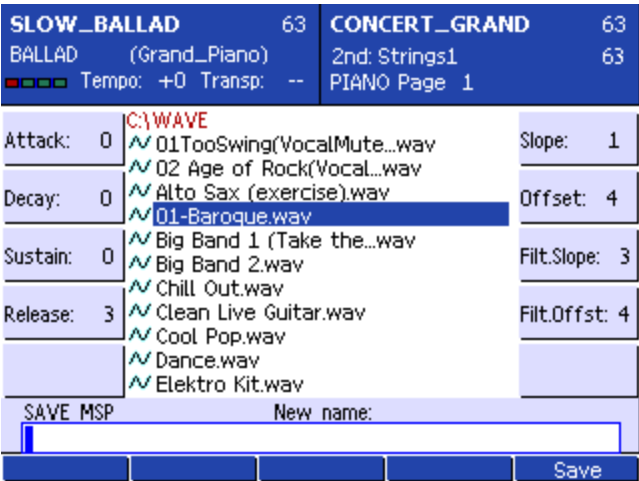 SLOW_BALLAD 63
BALLAD (Grand_Piano)
Tempo: +0 Transp: --
CONCERT_GRAND 63
2nd: Strings1 63
PIANO Page 1
Attack: 0
Decay: 0
Sustain: 0
Release: 3
C:\WAVE
01TooSwing(VocalMute...wav
02 Age of Rock(Vocal...wav
Alto Sax (exercise).wav
01-Baroque.wav
Big Band 1 (Take the...wav
Big Band 2.wav
Chill Out.wav
Clean Live Guitar.wav
Cool Pop.wav
Dance.wav
Elektro Kit.wav
Slope: 1
Offset: 4
Filt.Slope: 3
Filt.Offst: 4
SAVE MSP New name:
Save